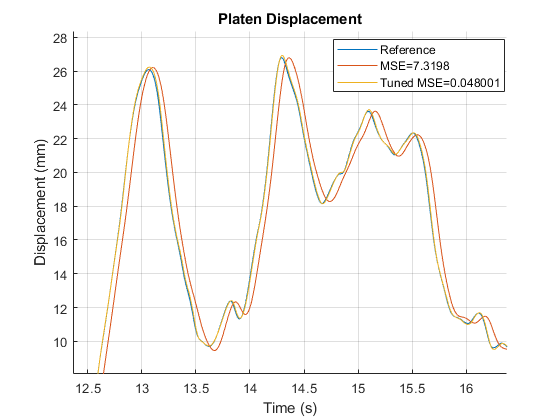 Platen Displacement
Reference
MSE=7.3198
Tuned MSE=0.048001
Displacement (mm)
28
26
24
22
20
18
16
14
12
10
12.5 13 13.5 14 14.5 15 15.5 16
Time (s)